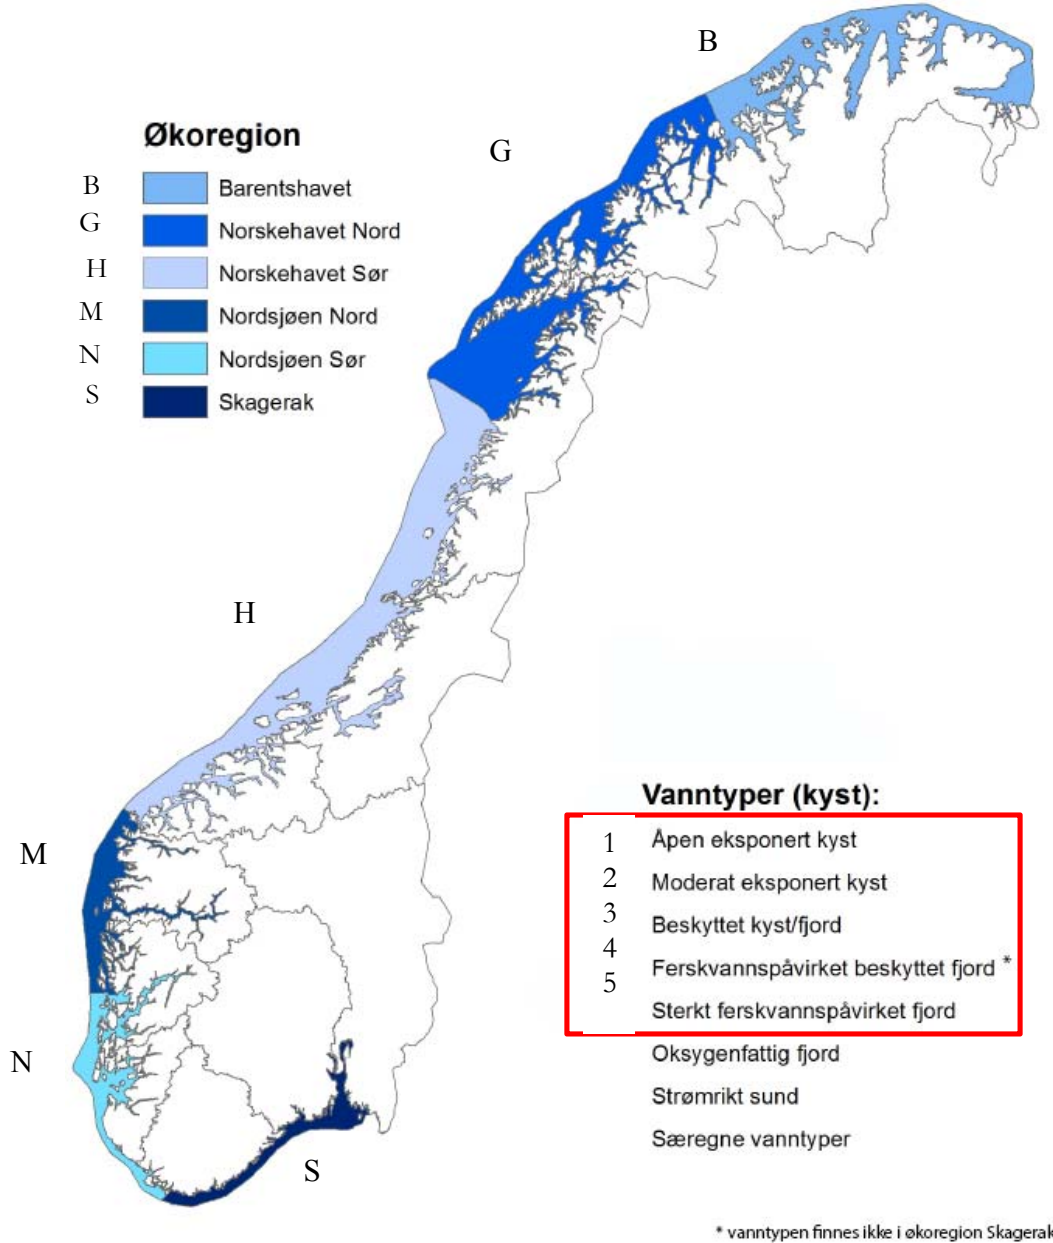 B
G
Økoregion
B Barentshavet
G Norskehavet Nord
H Norskehavet Sør
M Nordsjøen Nord
N Nordsjøen Sør
S Skagerak
H
M
N
S
Vanntyper (kyst):
1 Åpen eksponert kyst
2 Moderat eksponert kyst
3 Beskyttet kyst/fjord
4 Ferskvannspåvirket beskyttet fjord *
5 Sterkt ferskvannspåvirket fjord
Oksygenfattig fjord
Strømrikt sund
Særegne vanntyper
* vanntypen finnes ikke i økoregion Skagerak